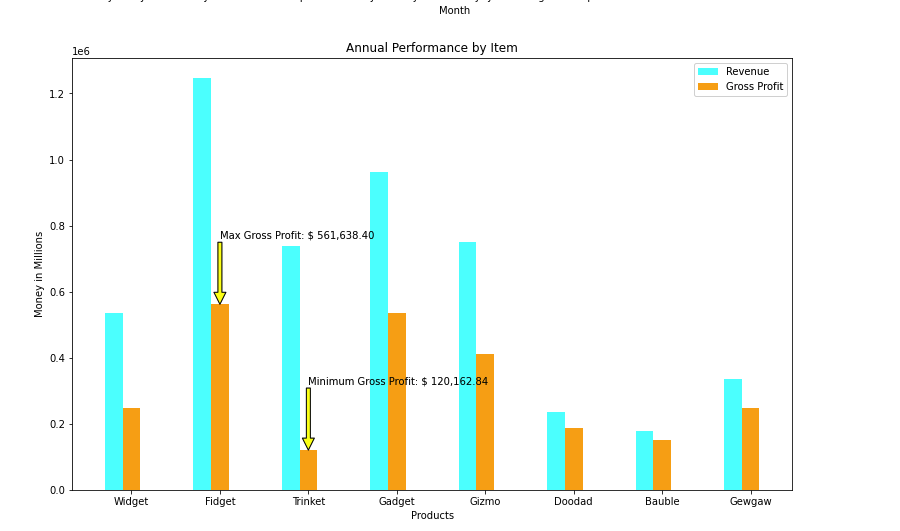 Month
Annual Performance by Item
1e6
Revenue
Gross Profit
1.2
1.0
0.8
0.6
0.4
0.2
0.0
Money in Millions
Max Gross Profit: $ 561,638.40
Minimum Gross Profit: $ 120,162.84
Widget Fidget Trinket Gadget Gizmo Doodad Bauble Gewgaw
Products